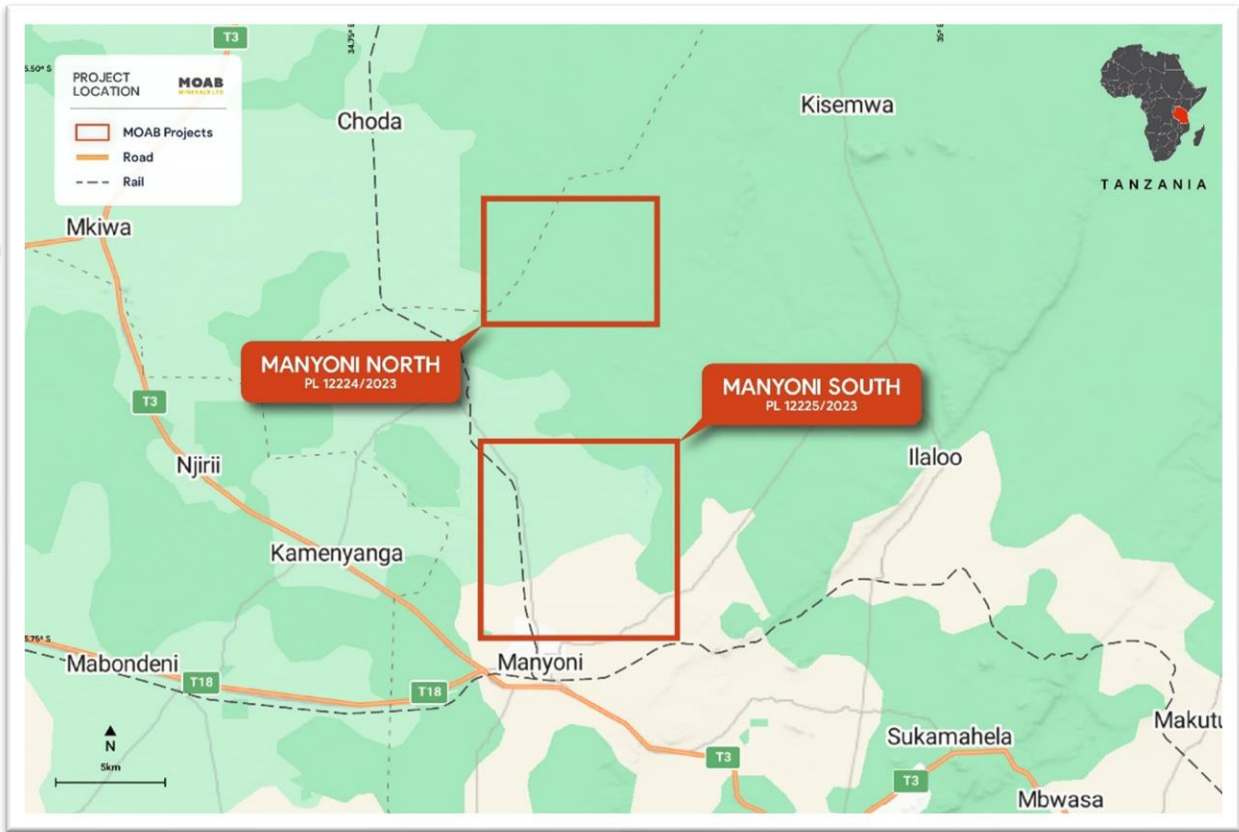 T3
34.75° E
35° E
5.50° S
PROJECT
LOCATION
MOAB
MINERALS LTD
MOAB Projects
Road
Rail
Choda
Kisemwa
TANZANIA
Mkiwa
MANYONI NORTH
PL 12224/2023
MANYONI SOUTH
PL 12225/2023
T3
Njirii
Ilaloo
Kamenyanga
5.75° S
Mabondeni
Manyoni
T18
T18
Makutu
N
5km
Sukamahela
T3
T3
Mbwasa